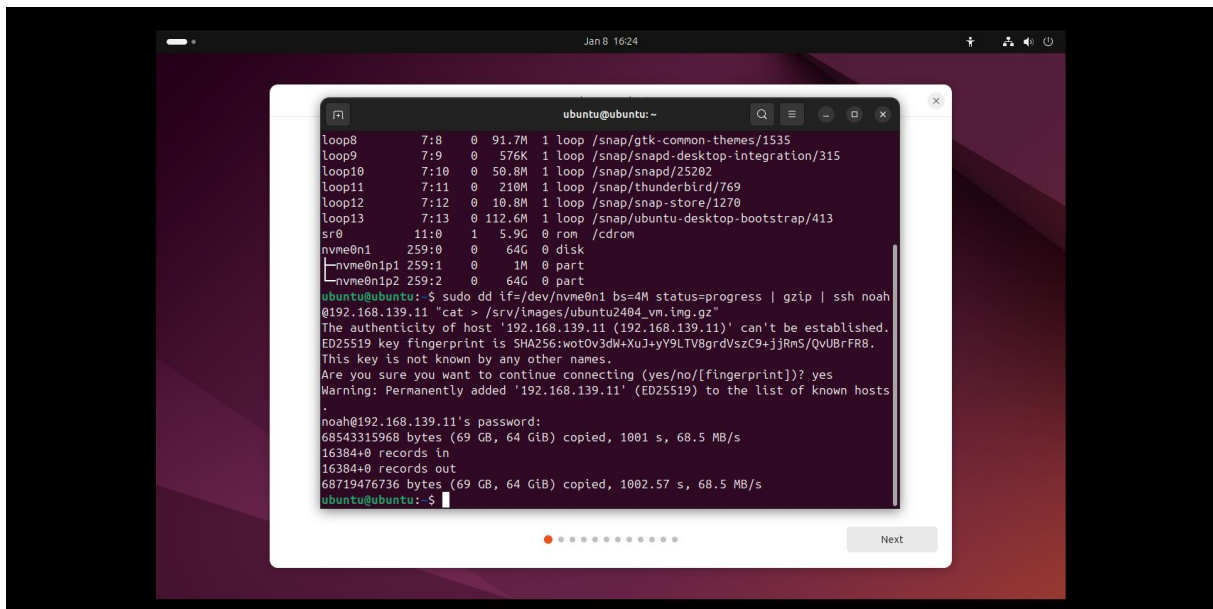 Jan 8 16:24
ubuntu@ubuntu: ~
loop8 7:8 0 91.7M 1 loop /snap/gtk-common-themes/1535
loop9 7:9 0 576K 1 loop /snap/snapd-desktop-integration/315
loop10 7:10 0 50.8M 1 loop /snap/snapd/25202
loop11 7:11 0 210M 1 loop /snap/thunderbird/769
loop12 7:12 0 10.8M 1 loop /snap/snap-store/1270
loop13 7:13 0 112.6M 1 loop /snap/ubuntu-desktop-bootstrap/413
sr0 11:0 1 5.9G 0 rom /cdrom
nvme0n1 259:0 0 64G 0 disk
├─nvme0n1p1 259:1 0 1M 0 part
└─nvme0n1p2 259:2 0 64G 0 part
ubuntu@ubuntu:~$ sudo dd if=/dev/nvme0n1 bs=4M status=progress | gzip | ssh noah
@192.168.139.11 "cat > /srv/images/ubuntu2404_vm.img.gz"
The authenticity of host '192.168.139.11 (192.168.139.11)' can't be established.
ED25519 key fingerprint is SHA256:wotOv3dW+XuJ+yY9LTV8grdVszC9+jjRmS/QvUBrFR8.
This key is not known by any other names.
Are you sure you want to continue connecting (yes/no/[fingerprint])? yes
Warning: Permanently added '192.168.139.11' (ED25519) to the list of known hosts
.
noah@192.168.139.11's password:
68543315968 bytes (69 GB, 64 GiB) copied, 1001 s, 68.5 MB/s
16384+0 records in
16384+0 records out
68719476736 bytes (69 GB, 64 GiB) copied, 1002.57 s, 68.5 MB/s
ubuntu@ubuntu:~$
Next